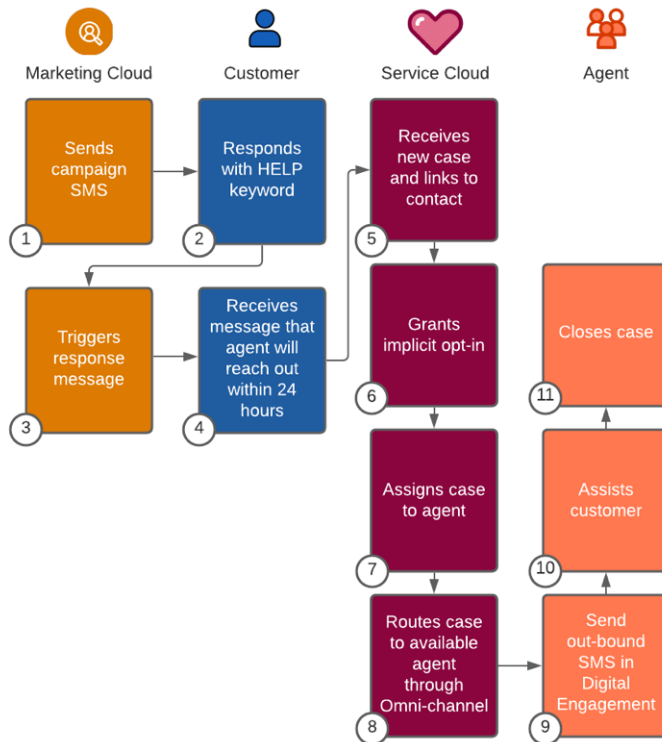 Marketing Cloud
Customer
Service Cloud
Agent
Sends
campaign
SMS
1
Responds
with HELP
keyword
2
Triggers
response
message
3
Receives
message that
agent will
reach out
within 24
hours
4
Receives
new case
and links to
contact
5
Grants
implicit opt-in
6
Assigns case
to agent
7
Routes case
to available
agent
through
Omni-channel
8
Send
out-bound
SMS in
Digital
Engagement
9
Assists
customer
10
Closes case
11